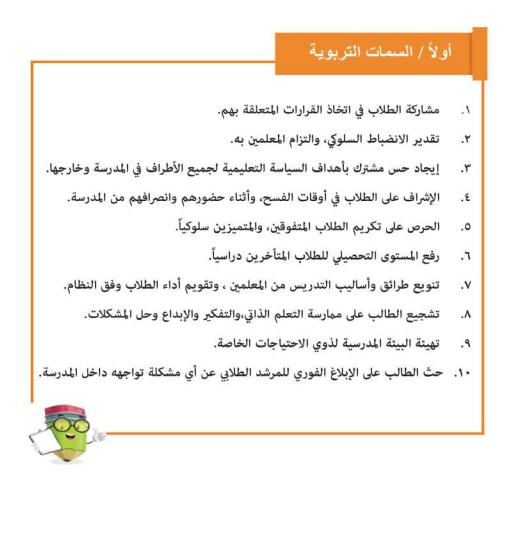 أولاً / السمات التربوية
١. مشاركة الطلاب في اتخاذ القرارات المتعلقة بهم.
٢. تقدير الانضباط السلوكي، والتزام المعلمين به.
٣. إيجاد حس مشترك بأهداف السياسة التعليمية لجميع الأطراف في المدرسة وخارجها.
٤. الإشراف على الطلاب في أوقات الفسح، وأثناء حضورهم وانصرافهم من المدرسة.
٥. الحرص على تكريم الطلاب المتفوقين، والمتميزين سلوكياً.
٦. رفع المستوى التحصيلي للطلاب المتأخرين دراسياً.
٧. تنويع طرائق وأساليب التدريس من المعلمين ، وتقويم أداء الطلاب وفق النظام.
٨. تشجيع الطالب على ممارسة التعلم الذاتي،والتفكير والإبداع وحل المشكلات.
٩. تهيئة البيئة المدرسية لذوي الاحتياجات الخاصة.
١٠. حث الطالب على الإبلاغ الفوري للمرشد الطلابي عن أي مشكلة تواجهه داخل المدرسة.